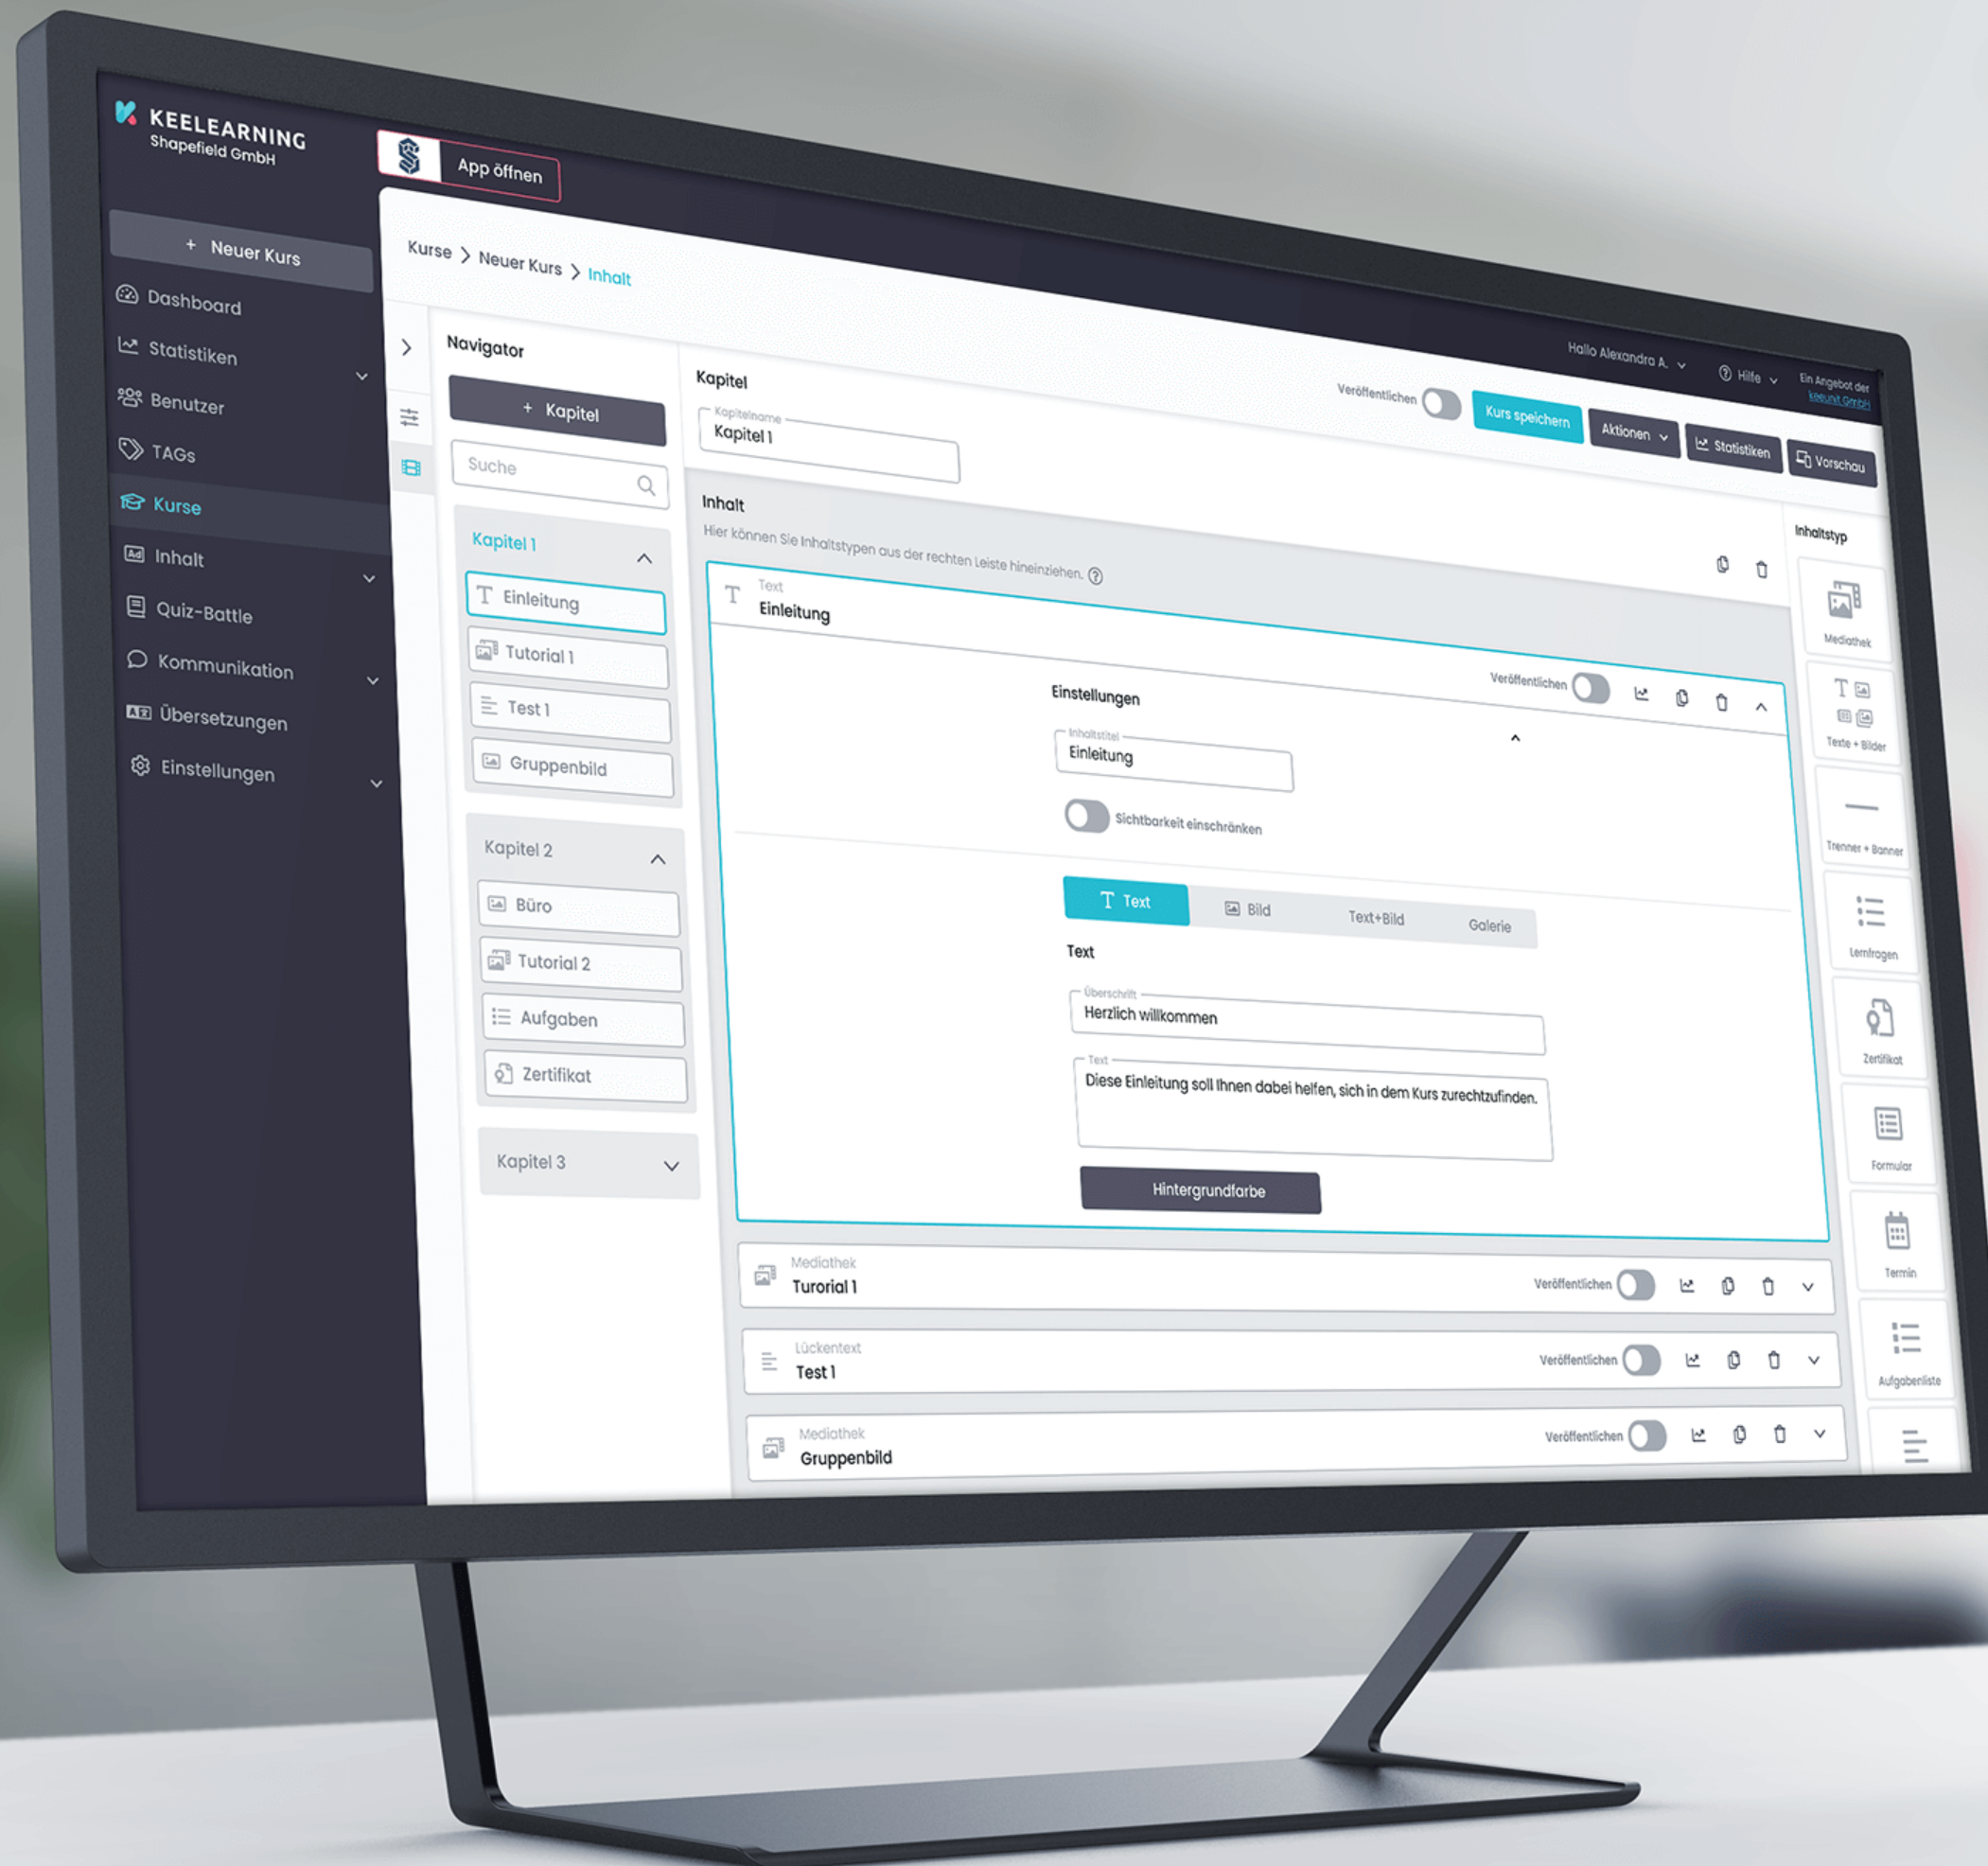 KEELEARNING
Shapefield GmbH
App öffnen
+ Neuer Kurs
Dashboard
Statistiken
Benutzer
TAGs
Kurse
Inhalt
Quiz-Battle
Kommunikation
Übersetzungen
Einstellungen
Hallo Alexandra A.
Hilfe
Ein Angebot der
keeunit GmbH
Kurse > Neuer Kurs > Inhalt
Veröffentlichen
Kurs speichern
Aktionen
Statistiken
Vorschau
Navigator
+ Kapitel
Suche
Kapitel 1
Einleitung
Tutorial 1
Test 1
Gruppenbild
Kapitel 2
Büro
Tutorial 2
Aufgaben
Zertifikat
Kapitel 3
Kapitel
Kapitelname
Kapitel 1
Inhalt
Hier können Sie Inhaltstypen aus der rechten Leiste hineinziehen.
Text
Einleitung
Veröffentlichen
Einstellungen
Inhaltstitel
Einleitung
Sichtbarkeit einschränken
Text
Bild
Text+Bild
Galerie
Text
Überschrift
Herzlich willkommen
Text
Diese Einleitung soll Ihnen dabei helfen, sich in dem Kurs zurechtzufinden.
Hintergrundfarbe
Mediathek
Turorial 1
Veröffentlichen
Lückentext
Test 1
Veröffentlichen
Mediathek
Gruppenbild
Veröffentlichen
Inhaltstyp
Mediathek
Texte + Bilder
Trenner + Banner
Lernfragen
Zertifikat
Formular
Termin
Aufgabenliste